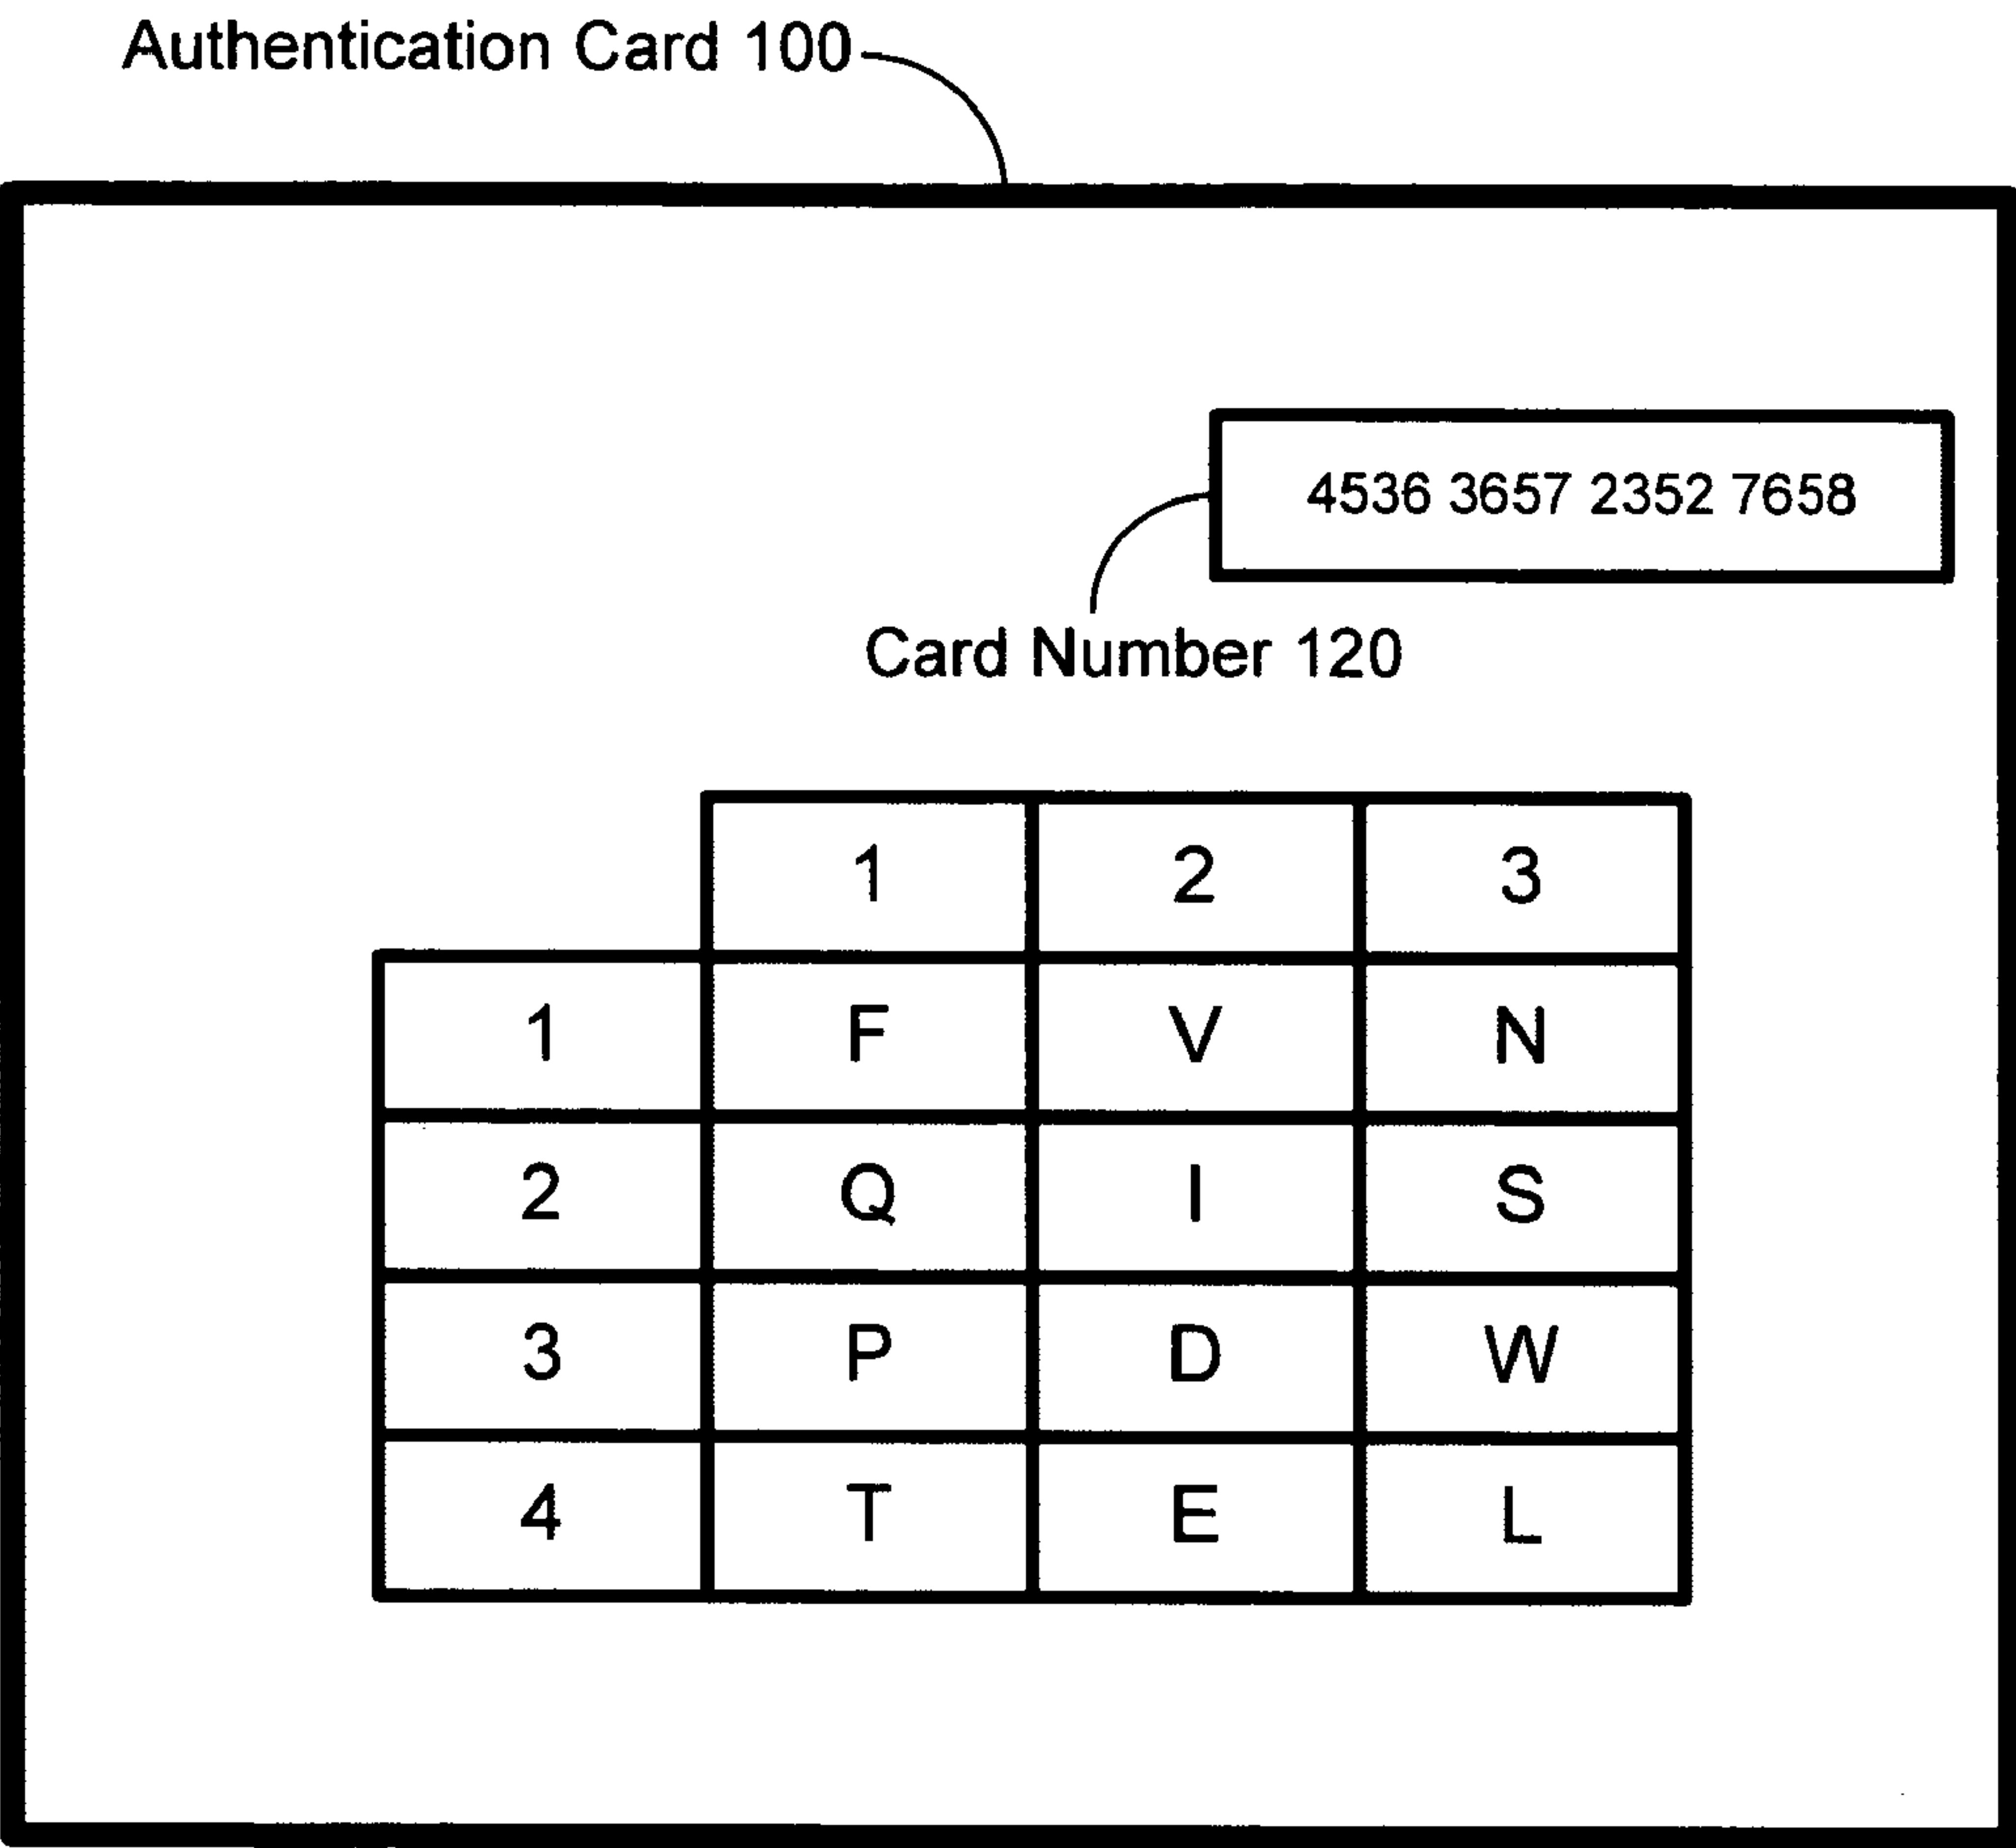 Authentication Card 100
4536 3657 2352 7658
Card Number 120
1 2 3
1 F V N
2 Q I S
3 P D W
4 T E L